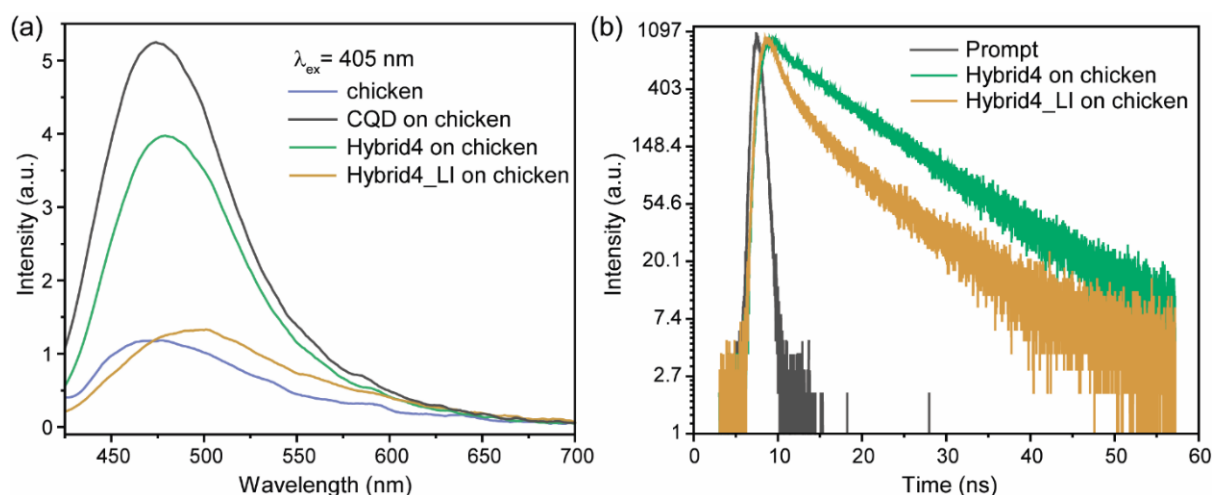 (a)
λex = 405 nm
chicken
CQD on chicken
Hybrid4 on chicken
Hybrid4_LI on chicken
Intensity (a.u.)
5
4
3
2
1
0
450 500 550 600 650 700
Wavelength (nm)
(b)
Prompt
Hybrid4 on chicken
Hybrid4_LI on chicken
Intensity (a.u.)
1097
403
148.4
54.6
20.1
7.4
2.7
1
0 10 20 30 40 50 60
Time (ns)